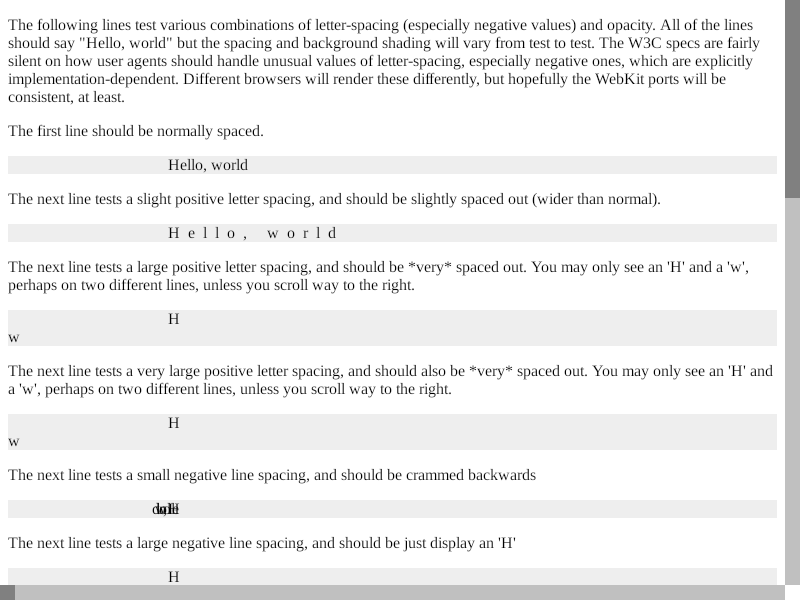 The following lines test various combinations of letter-spacing (especially negative values) and opacity. All of the lines
should say "Hello, world" but the spacing and background shading will vary from test to test. The W3C specs are fairly
silent on how user agents should handle unusual values of letter-spacing, especially negative ones, which are explicitly
implementation-dependent. Different browsers will render these differently, but hopefully the WebKit ports will be
consistent, at least.
The first line should be normally spaced.
Hello, world
The next line tests a slight positive letter spacing, and should be slightly spaced out (wider than normal).
H e l l o ,  w o r l d
The next line tests a large positive letter spacing, and should be *very* spaced out. You may only see an 'H' and a 'w',
perhaps on two different lines, unless you scroll way to the right.
H
w
The next line tests a very large positive letter spacing, and should also be *very* spaced out. You may only see an 'H' and
a 'w', perhaps on two different lines, unless you scroll way to the right.
H
w
The next line tests a small negative line spacing, and should be crammed backwards
The next line tests a large negative line spacing, and should be just display an 'H'
H